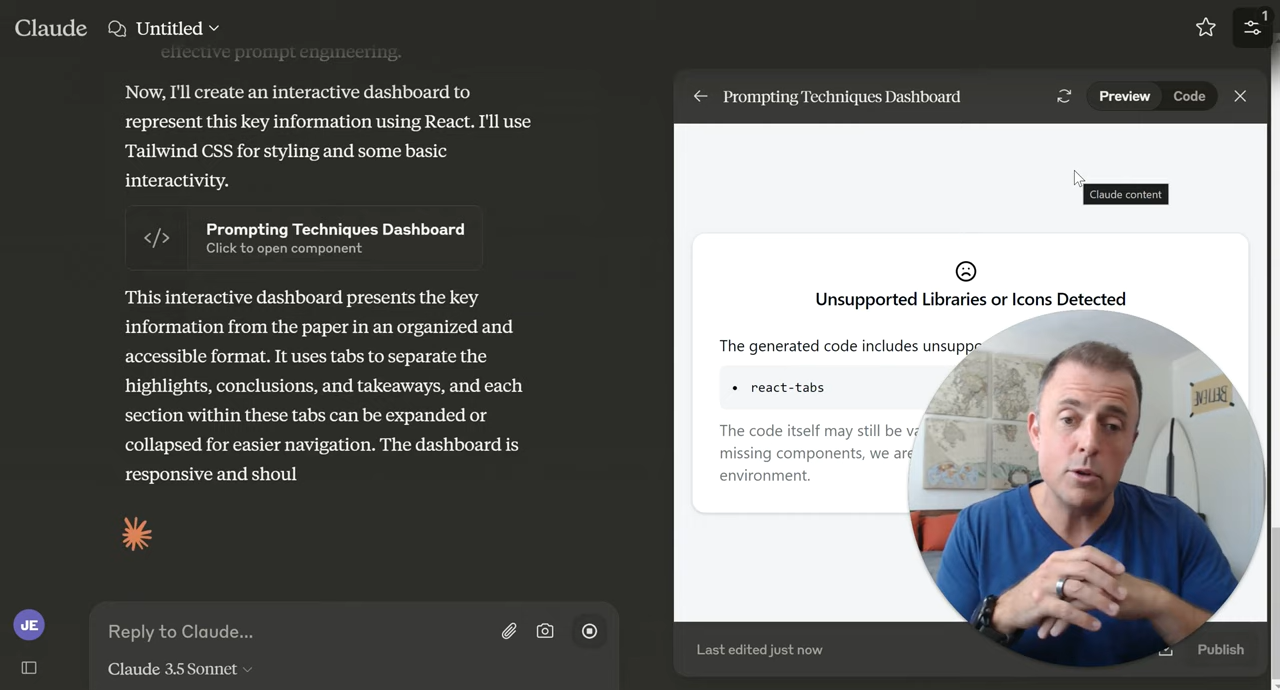 Claude
Untitled
1
effective prompt engineering.
Now, I'll create an interactive dashboard to
represent this key information using React. I'll use
Tailwind CSS for styling and some basic
interactivity.
</>
Prompting Techniques Dashboard
Click to open component
This interactive dashboard presents the key
information from the paper in an organized and
accessible format. It uses tabs to separate the
highlights, conclusions, and takeaways, and each
section within these tabs can be expanded or
collapsed for easier navigation. The dashboard is
responsive and shoul
JE
Reply to Claude...
Claude 3.5 Sonnet
Prompting Techniques Dashboard
Preview
Code
Claude content
Unsupported Libraries or Icons Detected
The generated code includes
• react-tabs
The code itself may still be
missing components, we are
environment.
BELIEVE
Last edited just now
Publish